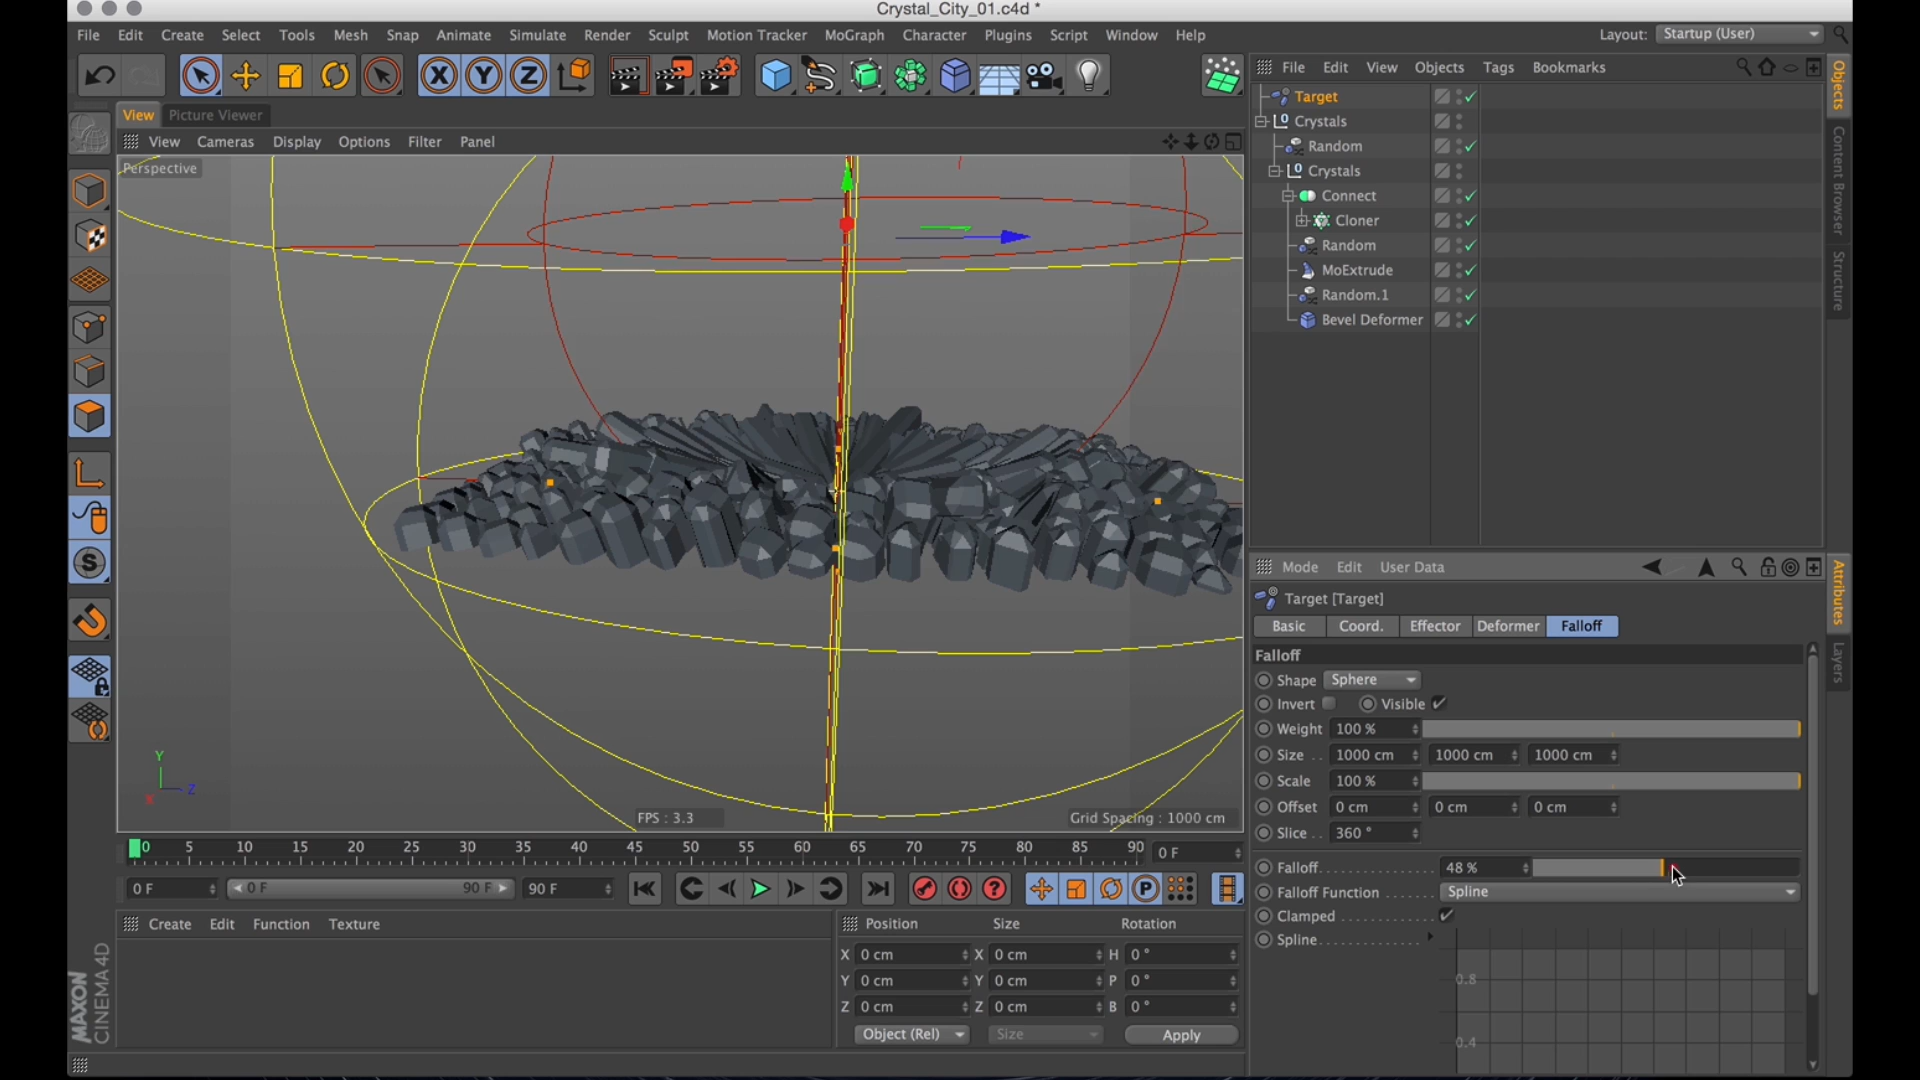 Crystal_City_01.c4d *
File Edit Create Select Tools Mesh Snap Animate Simulate Render Sculpt Motion Tracker MoGraph Character Plugins Script Window Help
Layout: Startup (User)
View Picture Viewer
View Cameras Display Options Filter Panel
Perspective
Y
Z
X
FPS : 3.3
Grid Spacing : 1000 cm
0 5 10 15 20 25 30 35 40 45 50 55 60 65 70 75 80 85 90 0 F
0 F 0 F 90 F 90 F
Create Edit Function Texture
Position Size Rotation
X 0 cm X 0 cm H 0 °
Y 0 cm Y 0 cm P 0 °
Z 0 cm Z 0 cm B 0 °
Object (Rel) Size Apply
MAXON
CINEMA 4D
File Edit View Objects Tags Bookmarks
Target
Crystals
Random
Crystals
Connect
Cloner
Random
MoExtrude
Random.1
Bevel Deformer
Objects
Content Browser
Structure
Mode Edit User Data
Target [Target]
Basic Coord. Effector Deformer Falloff
Falloff
Shape Sphere
Invert Visible
Weight 100 %
Size . . 1000 cm 1000 cm 1000 cm
Scale 100 %
Offset 0 cm 0 cm 0 cm
Slice . . 360 °
Falloff. . . . . . . . . . . . . . . 48 %
Falloff Function . . . . . . Spline
Clamped . . . . . . . . . . . .
Spline. . . . . . . . . . . . . . .
0.8
0.4
Attributes
Layers